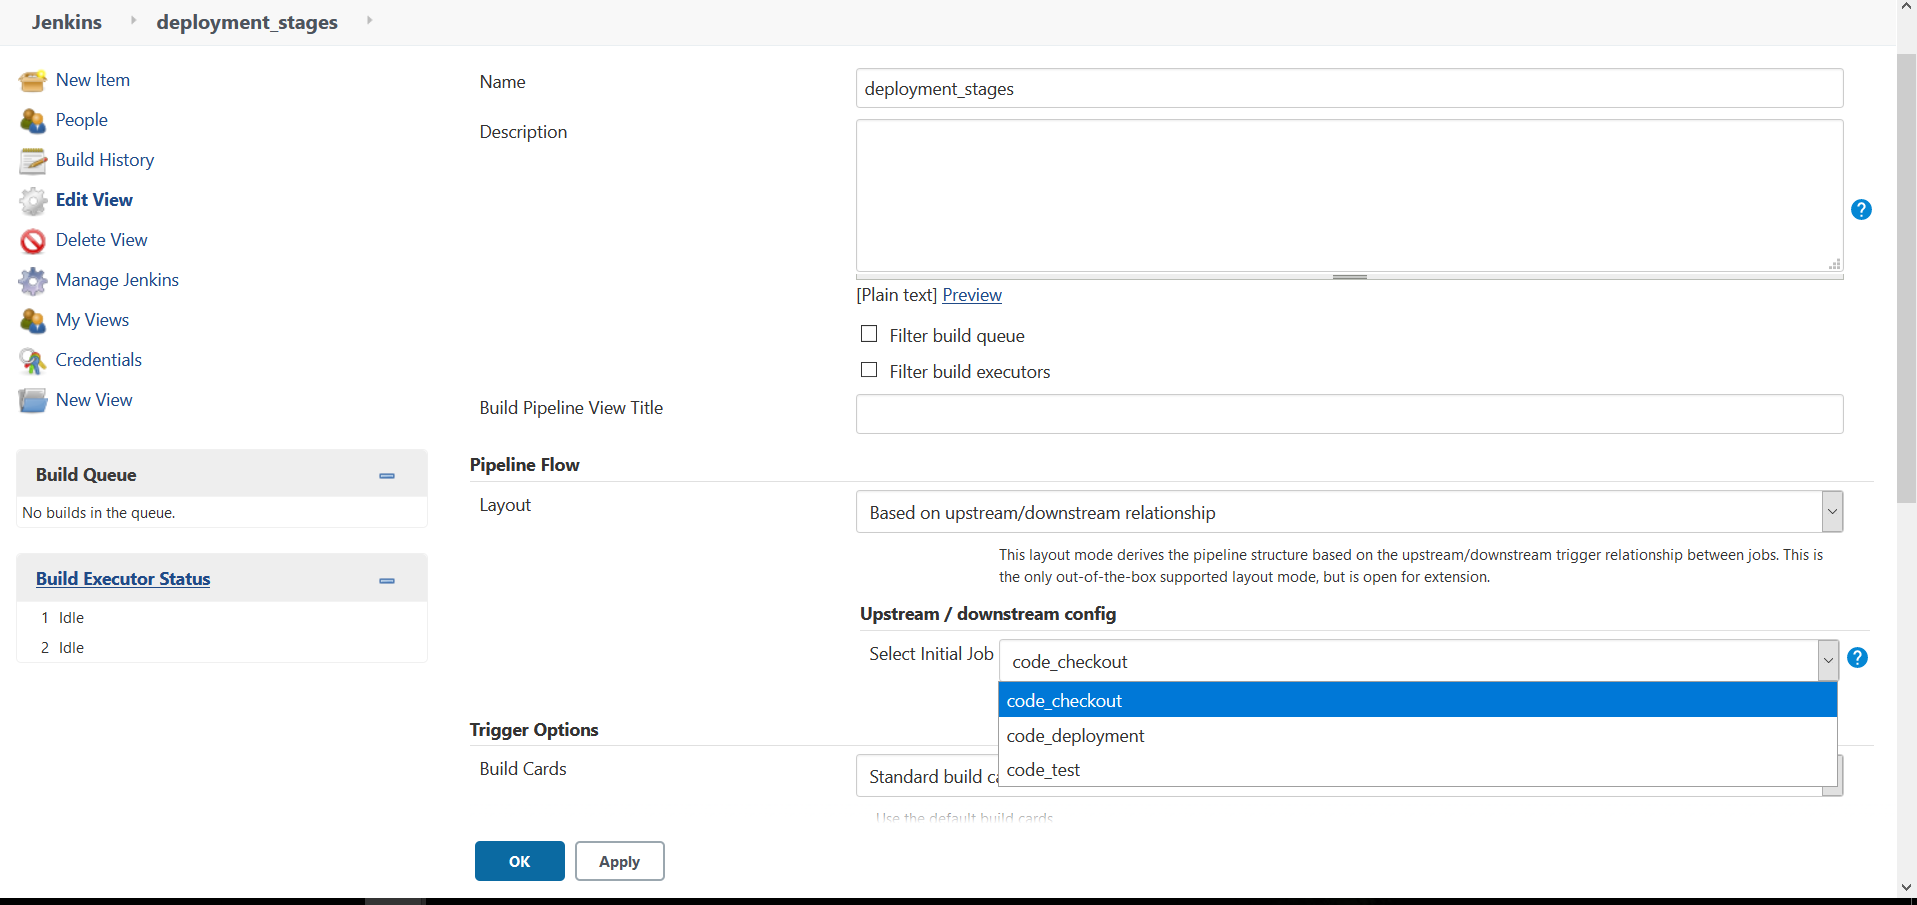 Jenkins deployment_stages
New Item
People
Build History
Edit View
Delete View
Manage Jenkins
My Views
Credentials
New View
Build Queue
No builds in the queue.
Build Executor Status
1 Idle
2 Idle
Name
deployment_stages
Description
?
[Plain text] Preview
Filter build queue
Filter build executors
Build Pipeline View Title
Pipeline Flow
Layout
Based on upstream/downstream relationship
This layout mode derives the pipeline structure based on the upstream/downstream trigger relationship between jobs. This is
the only out-of-the-box supported layout mode, but is open for extension.
Upstream / downstream config
Select Initial Job
code_checkout
?
code_checkout
code_deployment
code_test
Trigger Options
Build Cards
Standard build ca
Use the default build cards
OK
Apply